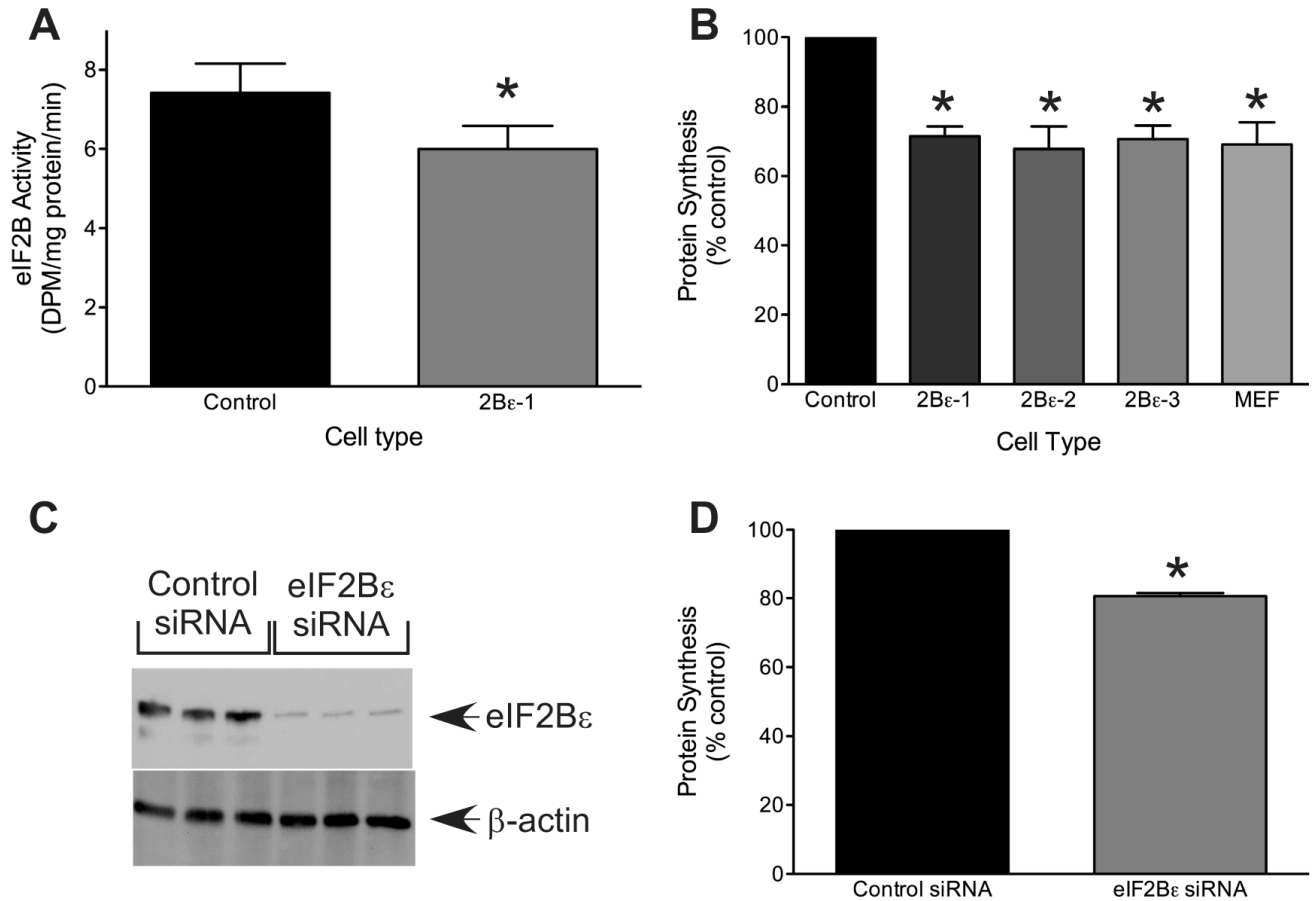 A
eIF2B Activity
(DPM/mg protein/min)
8
6
4
2
0
*
Control
2Bε-1
Cell type
B
Protein Synthesis
(% control)
100
80
60
40
20
0
*
*
*
*
Control
2Bε-1
2Bε-2
2Bε-3
MEF
Cell Type
C
Control
siRNA
eIF2Bε
siRNA
eIF2Bε
β-actin
D
Protein Synthesis
(% control)
100
80
60
40
20
0
*
Control siRNA
eIF2Bε siRNA